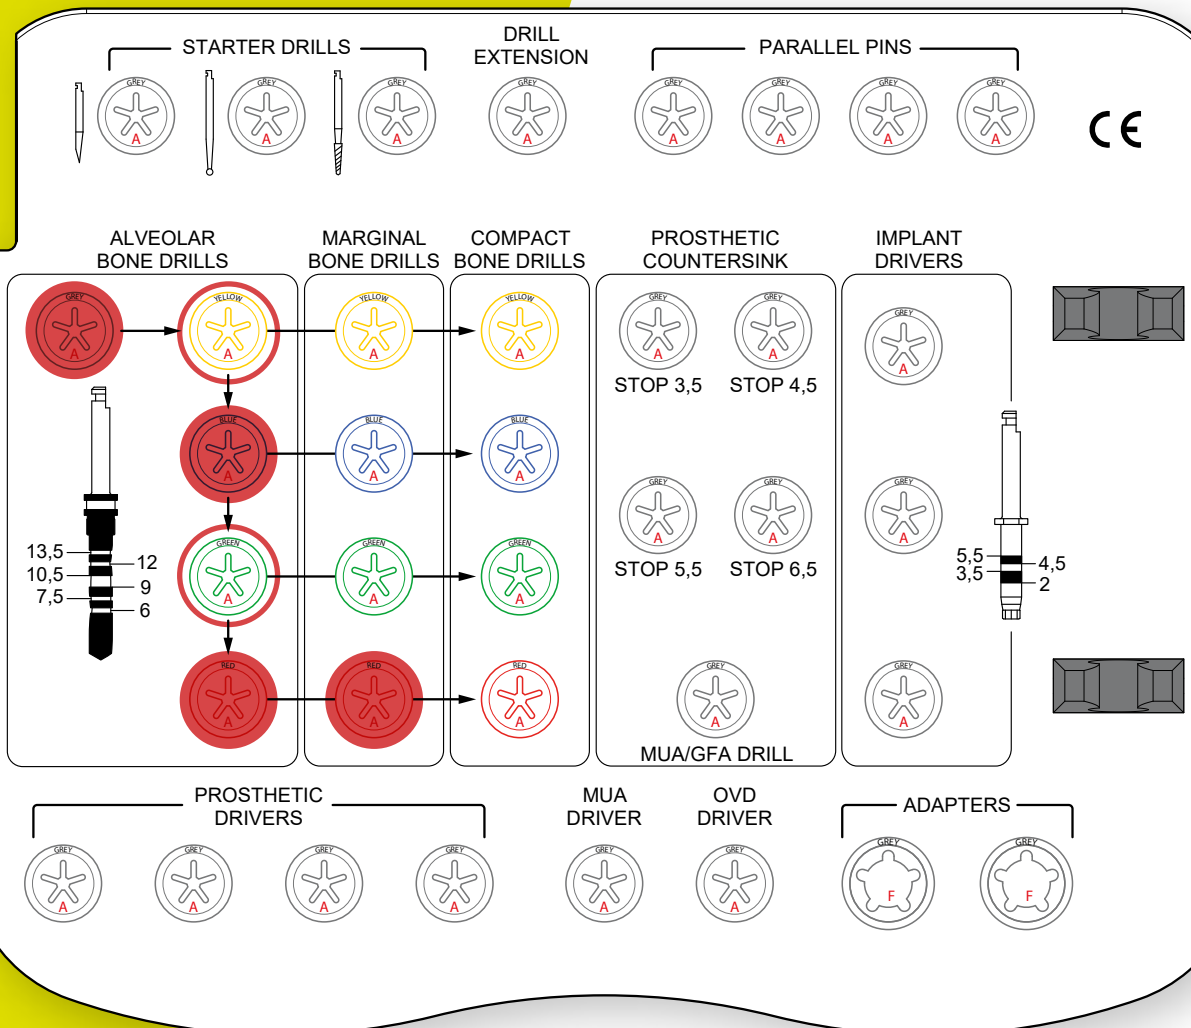 STARTER DRILLS
DRILL
EXTENSION
PARALLEL PINS
GREY GREY GREY GREY GREY GREY GREY GREY
A A A A A A A A
CE
ALVEOLAR
BONE DRILLS
MARGINAL
BONE DRILLS
COMPACT
BONE DRILLS
PROSTHETIC
COUNTERSINK
IMPLANT
DRIVERS
GREY YELLOW YELLOW YELLOW GREY GREY GREY
A A A A A A A
STOP 3,5 STOP 4,5
BLUE BLUE BLUE
A A A
GREY GREY GREY
A A A
STOP 5,5 STOP 6,5
GREEN GREEN GREEN
A A A
13,5
12
10,5
9
7,5
6
5,5
4,5
3,5
2
RED RED RED GREY GREY
A A A A A
MUA/GFA DRILL
PROSTHETIC
DRIVERS
MUA
DRIVER
OVD
DRIVER
ADAPTERS
GREY GREY GREY GREY GREY GREY GREY GREY
A A A A A A F F